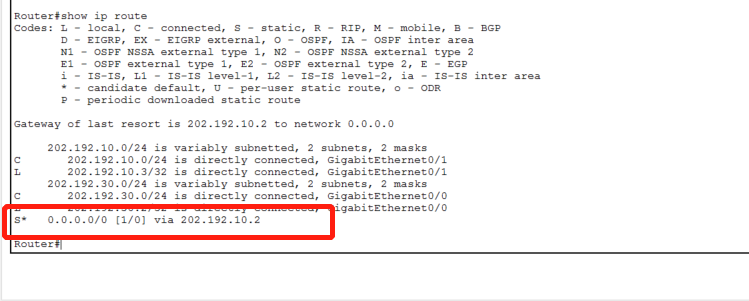 Router#show ip route
Codes: L - local, C - connected, S - static, R - RIP, M - mobile, B - BGP
D - EIGRP, EX - EIGRP external, O - OSPF, IA - OSPF inter area
N1 - OSPF NSSA external type 1, N2 - OSPF NSSA external type 2
E1 - OSPF external type 1, E2 - OSPF external type 2, E - EGP
i - IS-IS, L1 - IS-IS level-1, L2 - IS-IS level-2, ia - IS-IS inter area
* - candidate default, U - per-user static route, o - ODR
P - periodic downloaded static route
Gateway of last resort is 202.192.10.2 to network 0.0.0.0
202.192.10.0/24 is variably subnetted, 2 subnets, 2 masks
C 202.192.10.0/24 is directly connected, GigabitEthernet0/1
L 202.192.10.3/32 is directly connected, GigabitEthernet0/1
202.192.30.0/24 is variably subnetted, 2 subnets, 2 masks
C 202.192.30.0/24 is directly connected, GigabitEthernet0/0
is directly connected, GigabitEthernet0/0
S* 0.0.0.0/0 [1/0] via 202.192.10.2
Router#